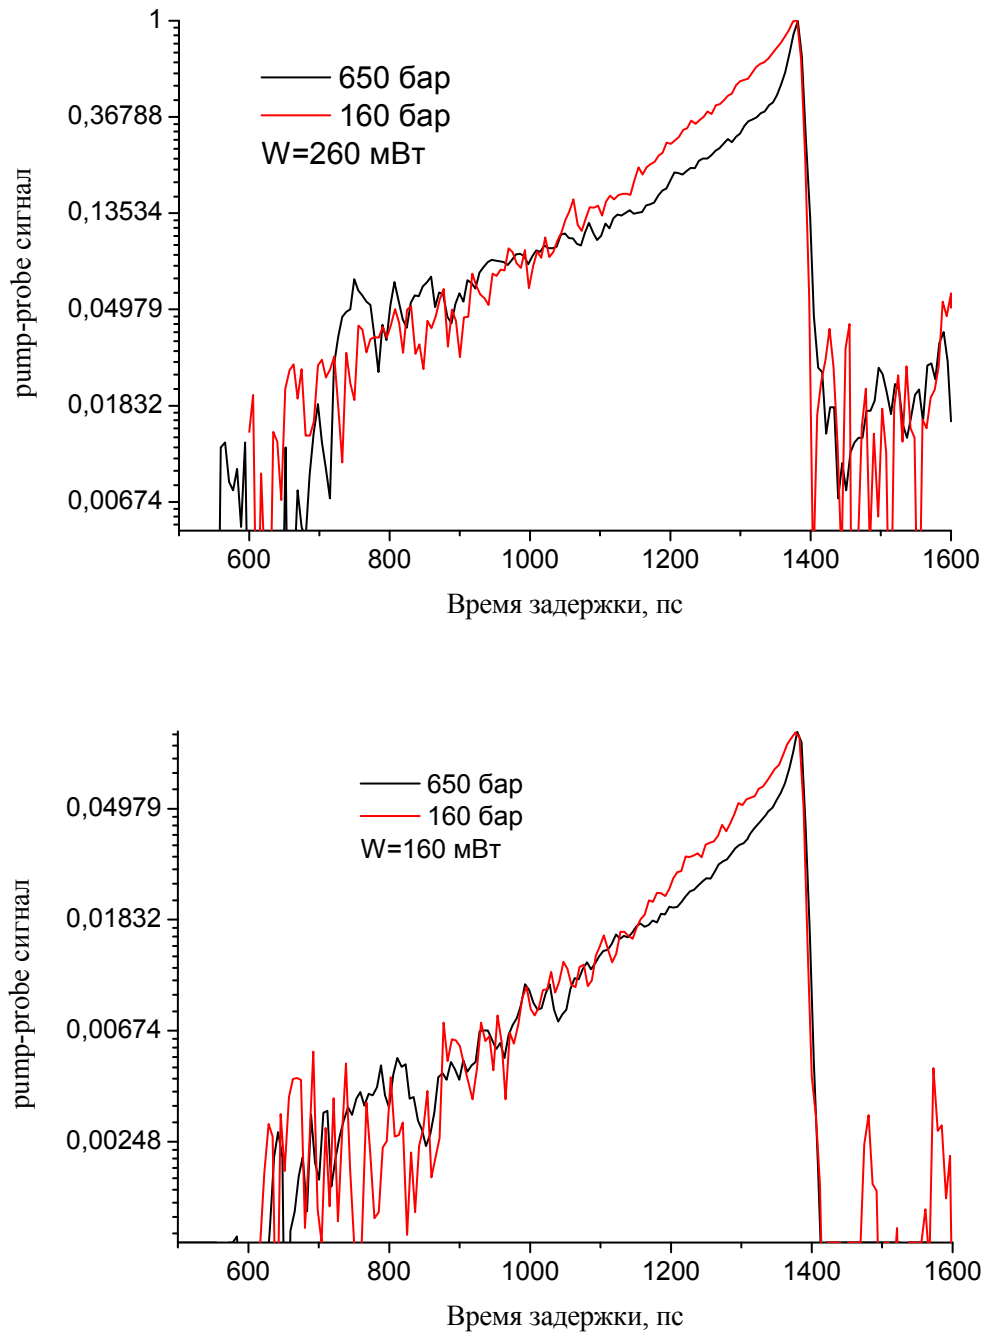 1
0,36788
0,13534
0,04979
0,01832
0,00674
pump-probe сигнал
650 бар
160 бар
W=260 мВт
600 800 1000 1200 1400 1600
Время задержки, пс
0,04979
0,01832
0,00674
0,00248
pump-probe сигнал
650 бар
160 бар
W=160 мВт
600 800 1000 1200 1400 1600
Время задержки, пс